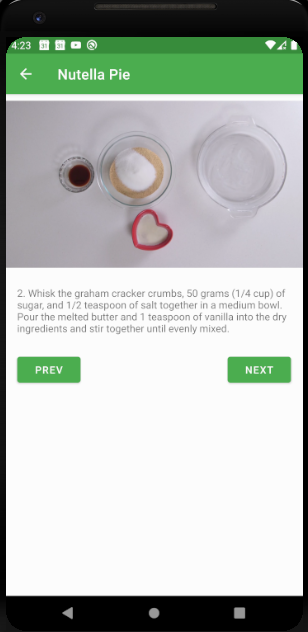 4:23
Nutella Pie
2. Whisk the graham cracker crumbs, 50 grams (1/4 cup) of
sugar, and 1/2 teaspoon of salt together in a medium bowl.
Pour the melted butter and 1 teaspoon of vanilla into the dry
ingredients and stir together until evenly mixed.
PREV
NEXT